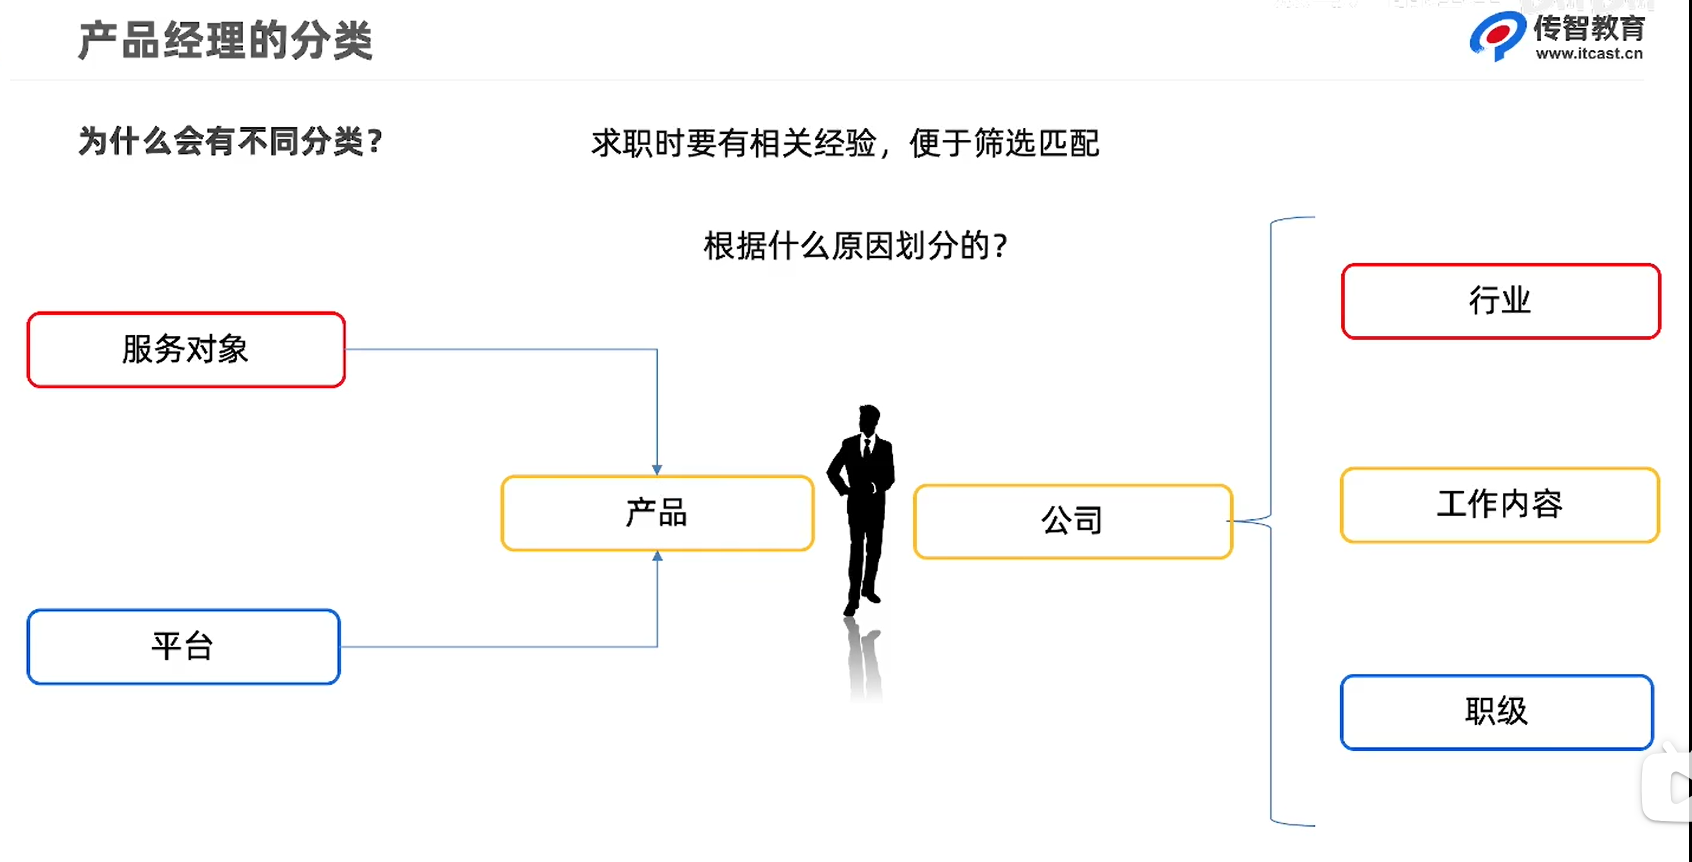 产品经理的分类
传智教育
www.itcast.cn
为什么会有不同分类？
求职时要有相关经验，便于筛选匹配
根据什么原因划分的？
服务对象
平台
产品
公司
行业
工作内容
职级